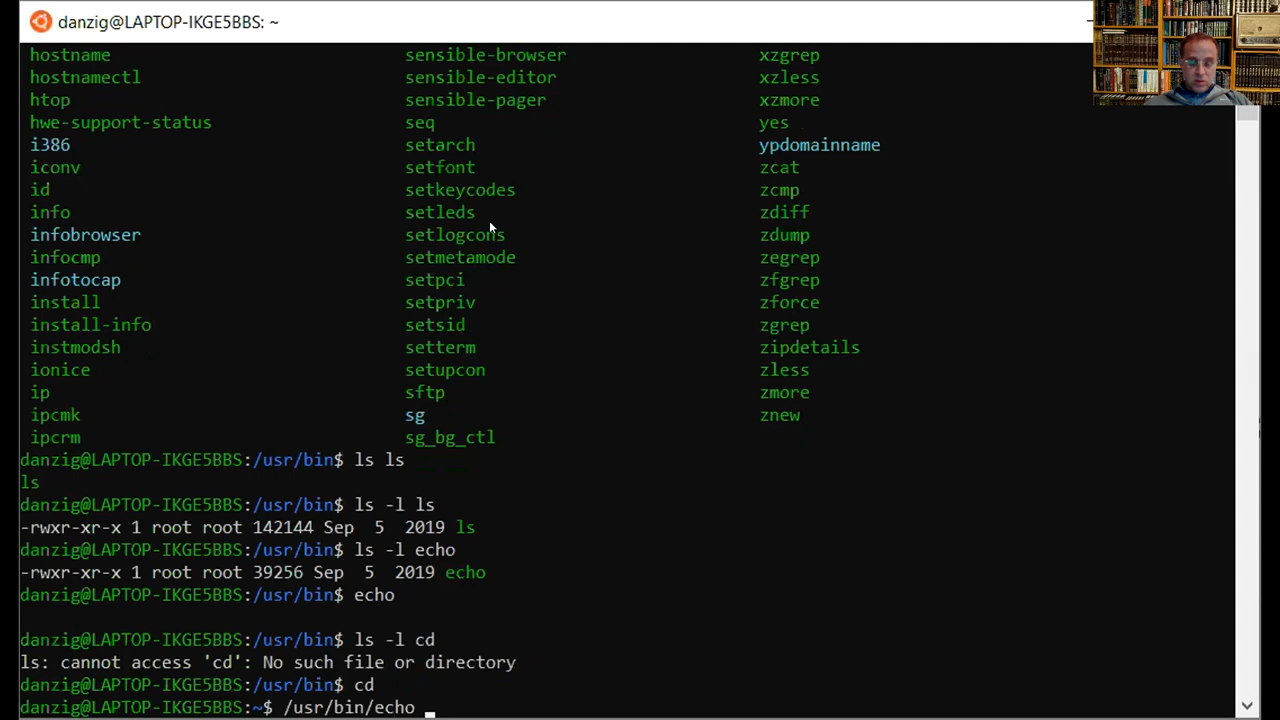 danzig@LAPTOP-IKGE5BBS: ~
hostname sensible-browser xzgrep
hostnamectl sensible-editor xzless
htop sensible-pager xzmore
hwe-support-status seq yes
i386 setarch ypdomainname
iconv setfont zcat
id setkeycodes zcmp
info setleds zdiff
infobrowser setlogcons zdump
infocmp setmetamode zegrep
infotocap setpci zfgrep
install setpriv zforce
install-info setsid zgrep
instmodsh setterm zipdetails
ionice setupcon zless
ip sftp zmore
ipcmk sg znew
ipcrm sg_bg_ctl
danzig@LAPTOP-IKGE5BBS:/usr/bin$ ls ls
ls
danzig@LAPTOP-IKGE5BBS:/usr/bin$ ls -l ls
-rwxr-xr-x 1 root root 142144 Sep  5  2019 ls
danzig@LAPTOP-IKGE5BBS:/usr/bin$ ls -l echo
-rwxr-xr-x 1 root root 39256 Sep  5  2019 echo
danzig@LAPTOP-IKGE5BBS:/usr/bin$ echo
danzig@LAPTOP-IKGE5BBS:/usr/bin$ ls -l cd
ls: cannot access 'cd': No such file or directory
danzig@LAPTOP-IKGE5BBS:/usr/bin$ cd
danzig@LAPTOP-IKGE5BBS:~$ /usr/bin/echo